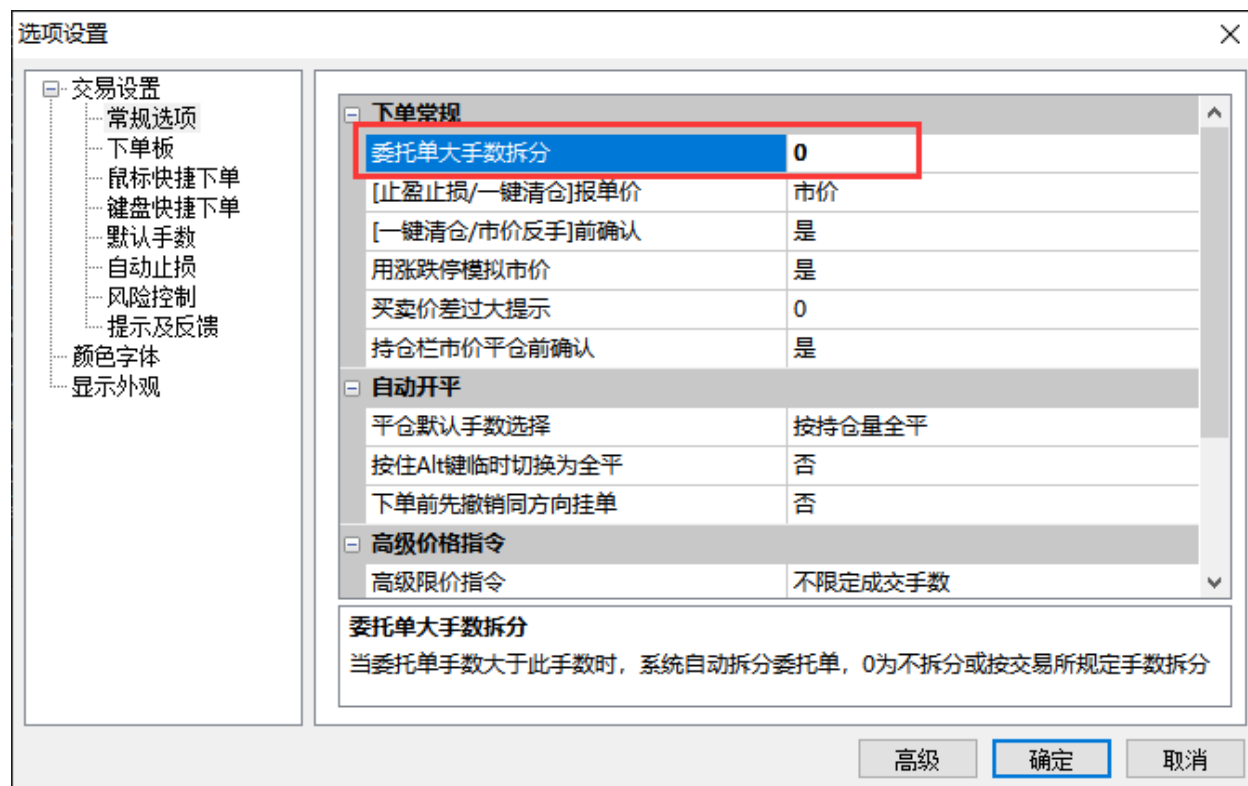 选项设置
交易设置
常规选项
下单板
鼠标快捷下单
键盘快捷下单
默认手数
自动止损
风险控制
提示及反馈
颜色字体
显示外观
下单常规
委托单大手数拆分 0
[止盈止损/一键清仓]报单价 市价
[一键清仓/市价反手]前确认 是
用涨跌停模拟市价 是
买卖价差过大提示 0
持仓栏市价平仓前确认 是
自动开平
平仓默认手数选择 按持仓量全平
按住Alt键临时切换为全平 否
下单前先撤销同方向挂单 否
高级价格指令
高级限价指令 不限定成交手数
委托单大手数拆分
当委托单手数大于此手数时，系统自动拆分委托单，0为不拆分或按交易所规定手数拆分
高级 确定 取消